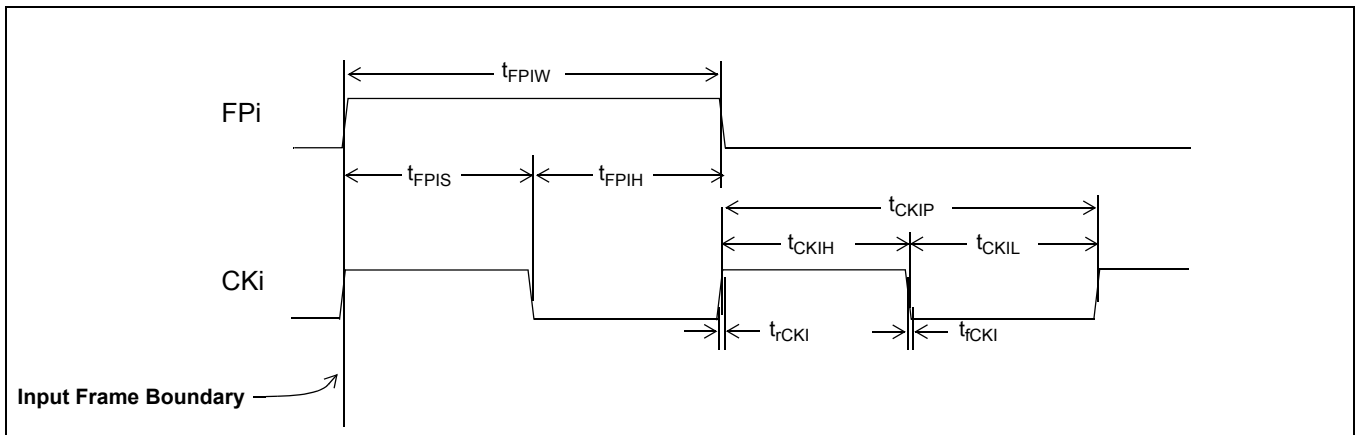 tFPIW
FPi
tFPIS
tFPIH
tCKIP
tCKIH
tCKIL
CKi
trCKI
tfCKI
Input Frame Boundary